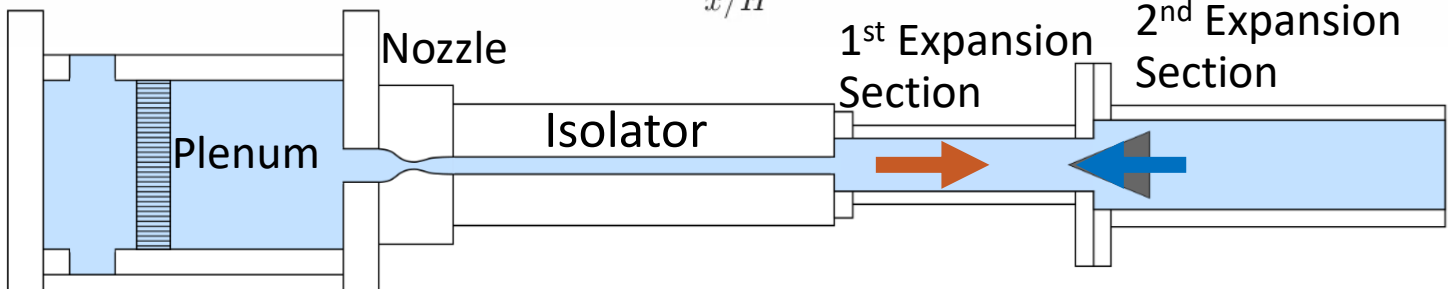 x/H
Nozzle
1st Expansion
Section
2nd Expansion
Section
Plenum
Isolator